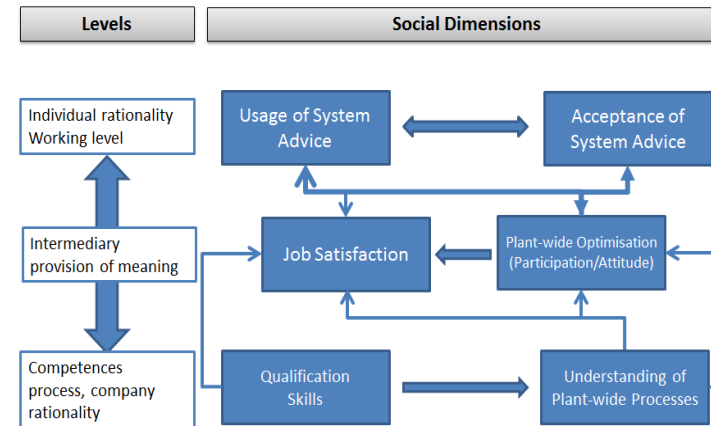 Levels
Social Dimensions
Individual rationality
Working level
Usage of System
Advice
Acceptance of
System Advice
Intermediary
provision of meaning
Job Satisfaction
Plant-wide Optimisation
(Participation/Attitude)
Competences
process, company
rationality
Qualification
Skills
Understanding of
Plant-wide Processes